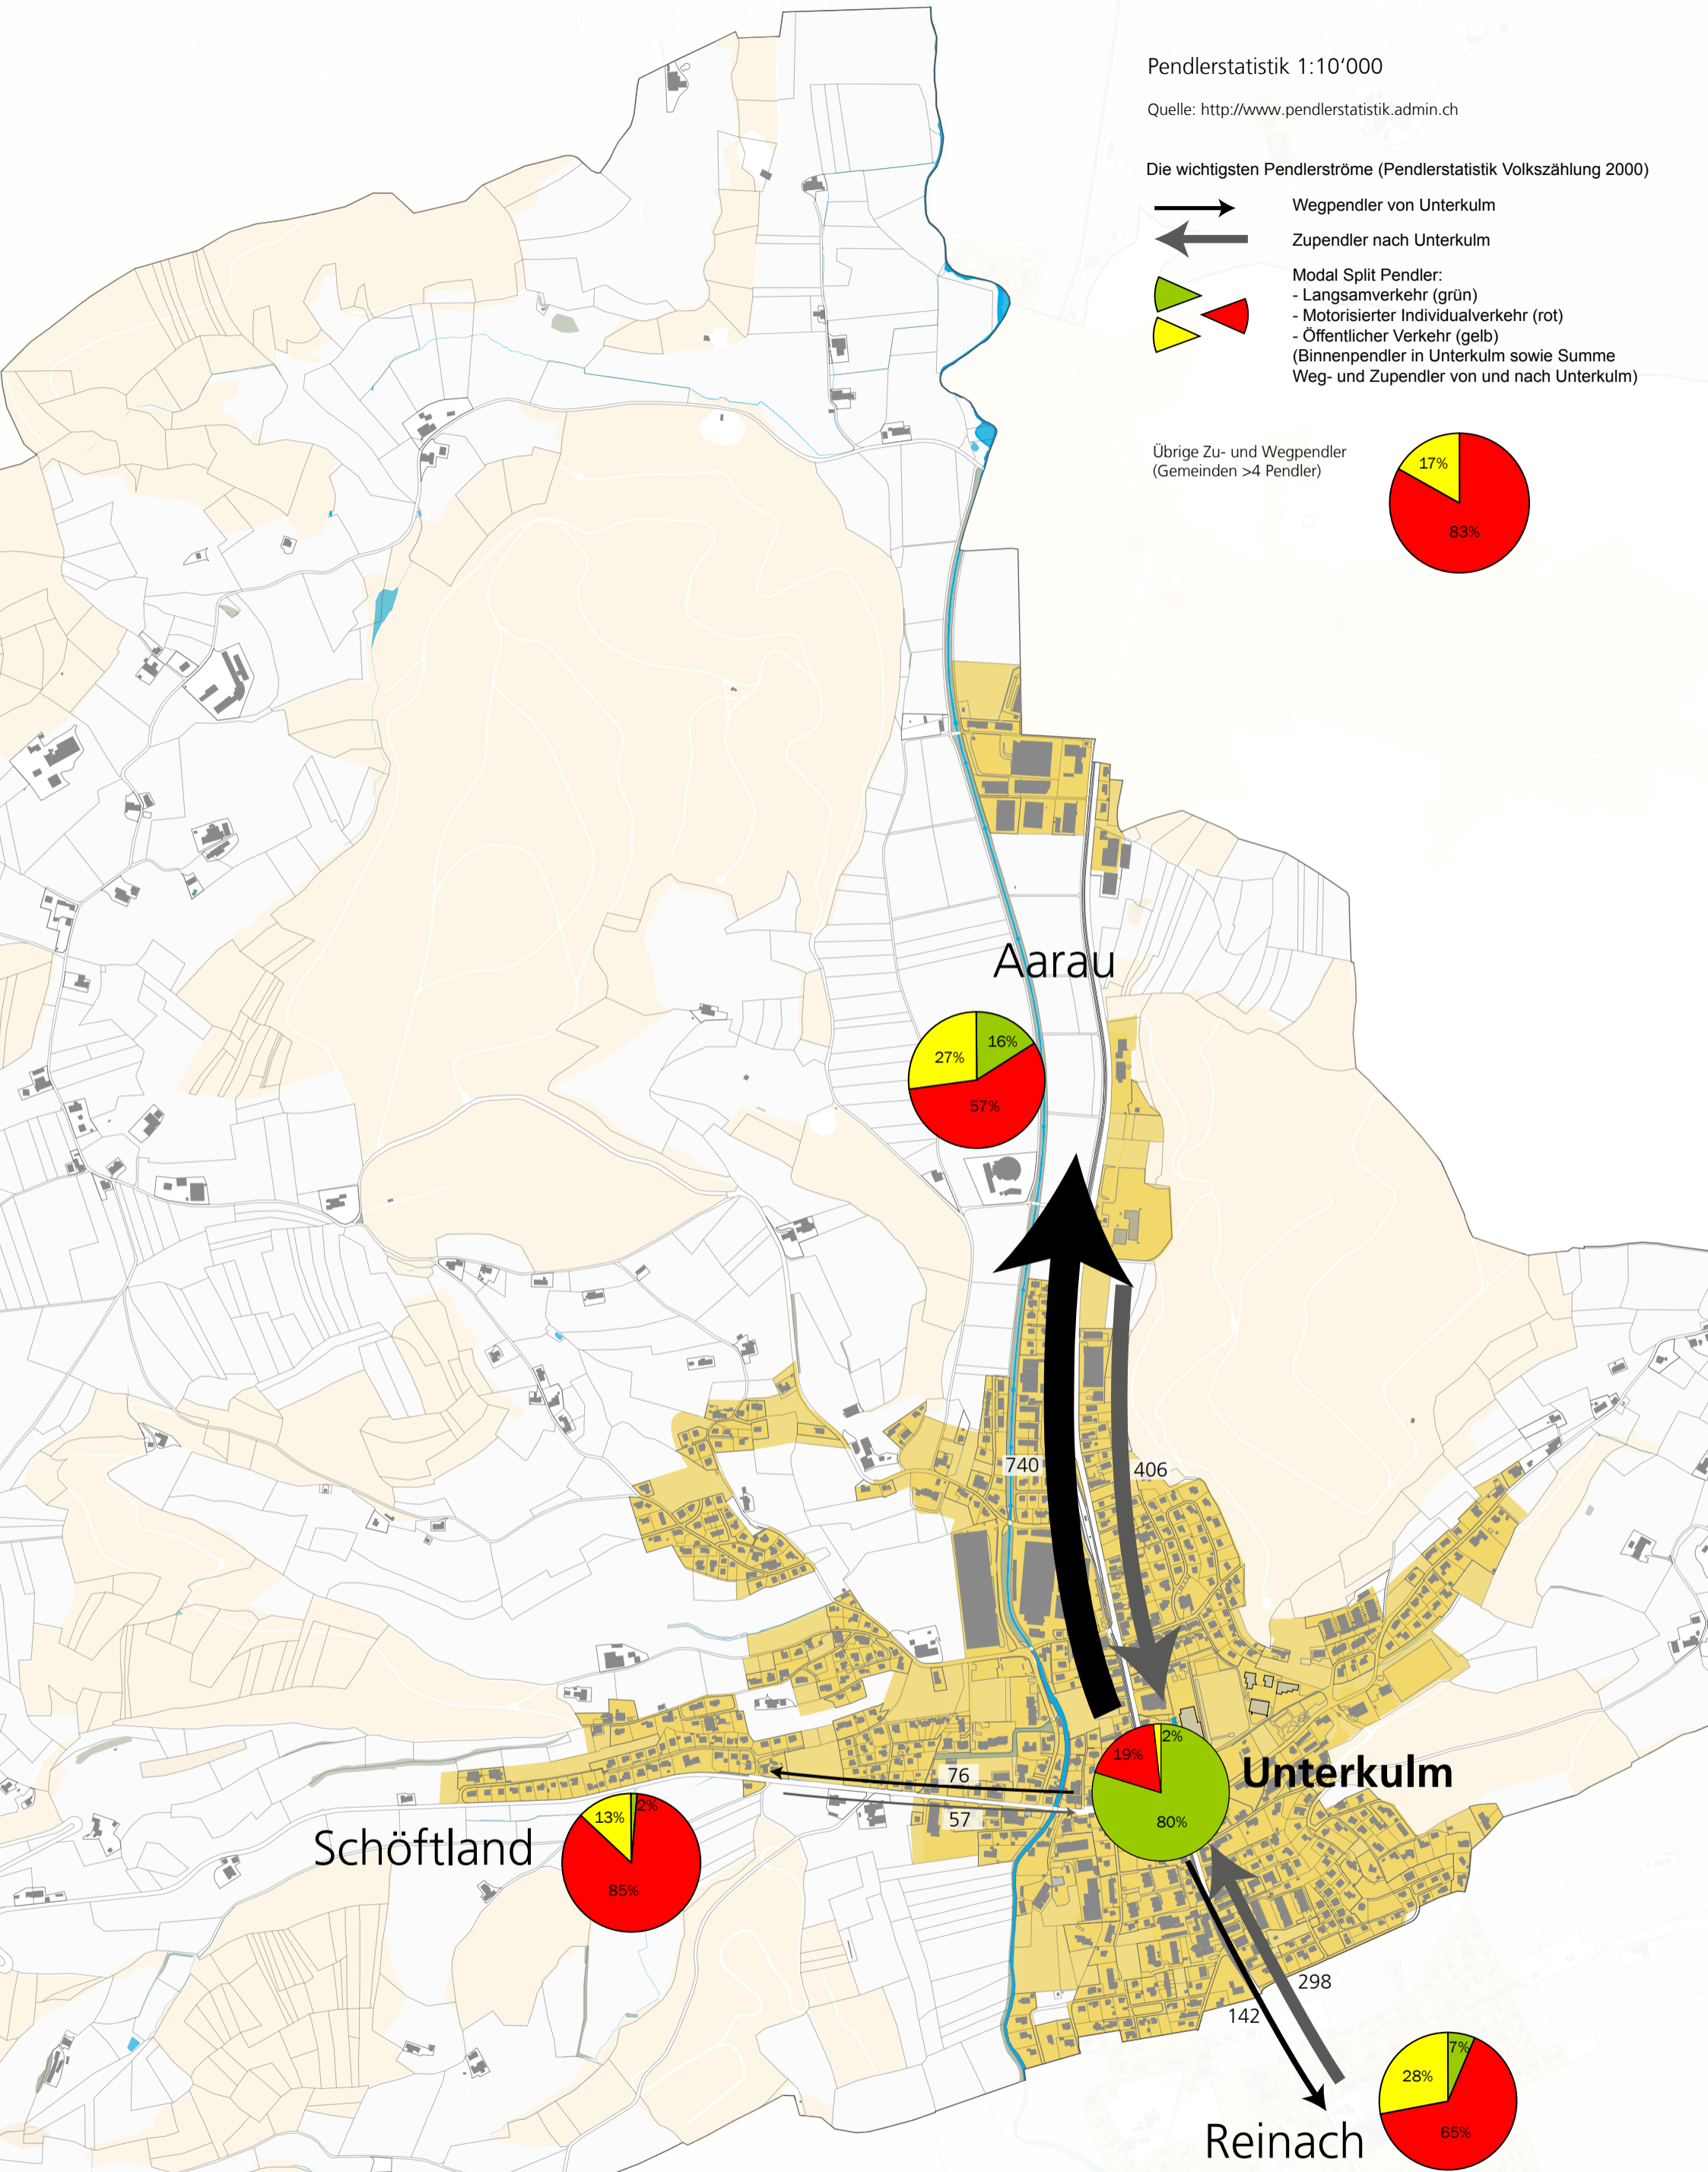 Pendlerstatistik 1:10’000
Quelle: http://www.pendlerstatistik.admin.ch
Die wichtigsten Pendlerströme (Pendlerstatistik Volkszählung 2000)
Wegpendler von Unterkulm
Zupendler nach Unterkulm
Modal Split Pendler:
- Langsamverkehr (grün)
- Motorisierter Individualverkehr (rot)
- Öffentlicher Verkehr (gelb)
(Binnenpendler in Unterkulm sowie Summe
Weg- und Zupendler von und nach Unterkulm)
Übrige Zu- und Wegpendler
(Gemeinden >4 Pendler)
17%
83%
Aarau
16%
27%
57%
740
406
2%
19%
80%
Unterkulm
76
57
Schöftland
2%
13%
85%
298
142
7%
28%
65%
Reinach